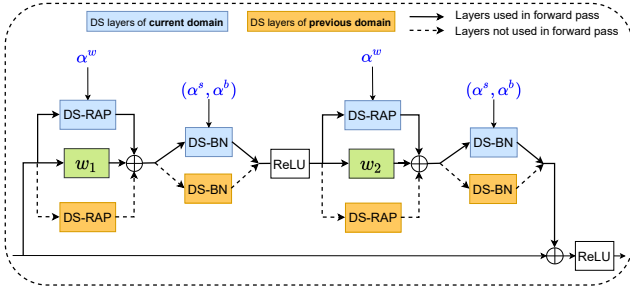 DS layers of current domain
DS layers of previous domain
Layers used in forward pass
Layers not used in forward pass
α^w
(α^s, α^b)
α^w
(α^s, α^b)
DS-RAP
DS-BN
DS-RAP
DS-BN
w_1
ReLU
w_2
DS-BN
DS-BN
DS-RAP
DS-RAP
ReLU